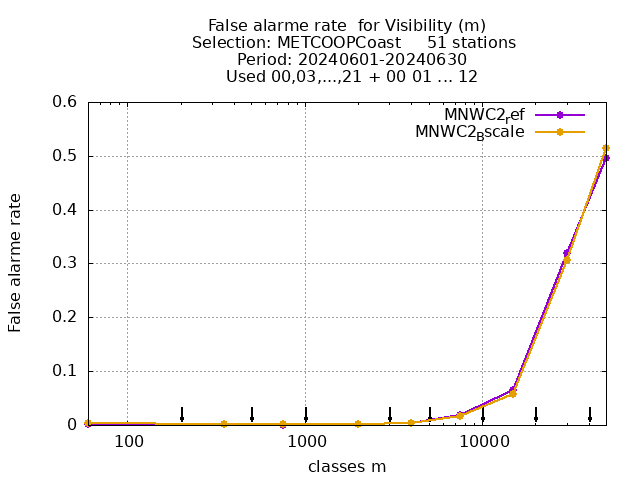 False alarme rate  for Visibility (m)
Selection: METCOOPCoast     51 stations
Period: 20240601-20240630
Used 00,03,...,21 + 00 01 ... 12
MNWC2ref
MNWC2Bscale
False alarme rate
0.6
0.5
0.4
0.3
0.2
0.1
0
100
1000
10000
classes m